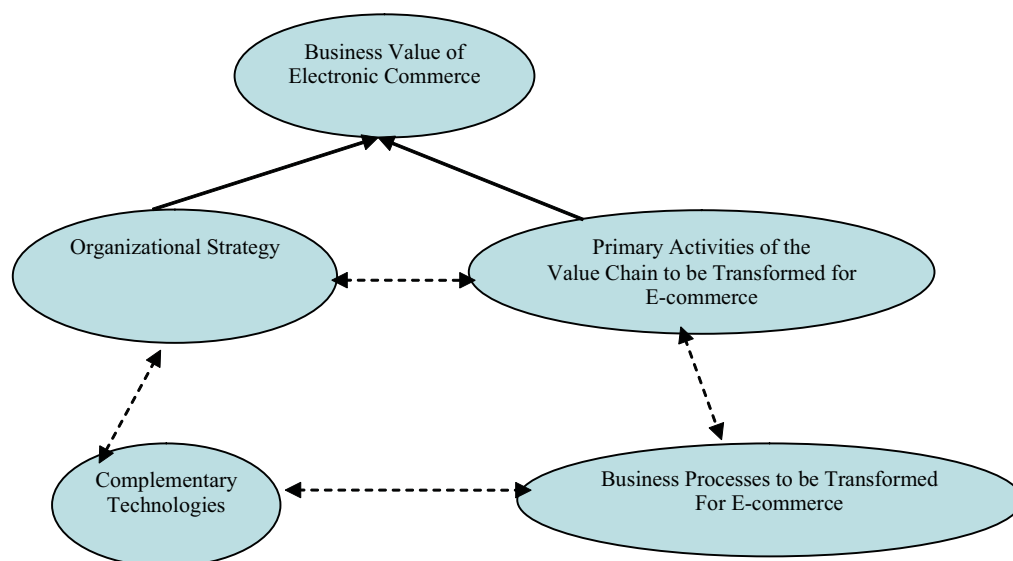 Business Value of
Electronic Commerce
Organizational Strategy
Primary Activities of the
Value Chain to be Transformed for
E-commerce
Complementary
Technologies
Business Processes to be Transformed
For E-commerce